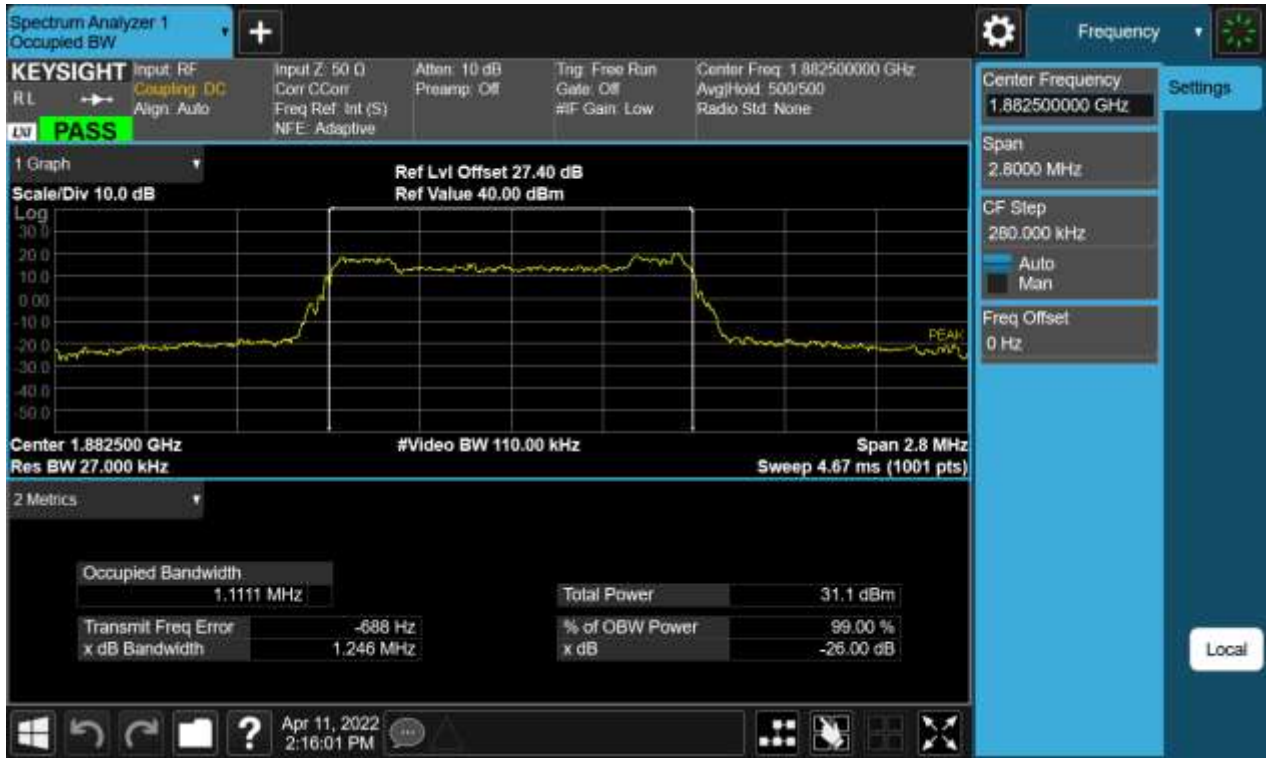 Spectrum Analyzer 1
Occupied BW
Frequency
KEYSIGHT
RL
LXI
PASS
Input: RF
Coupling: DC
Align: Auto
Input Z: 50 Ω
Corr CCorr
Freq Ref: Int (S)
NFE: Adaptive
Atten: 10 dB
Preamp: Off
Trig: Free Run
Gate: Off
#IF Gain: Low
Center Freq: 1.882500000 GHz
Avg|Hold: 500/500
Radio Std: None
Center Frequency
1.882500000 GHz
Settings
Span
2.8000 MHz
CF Step
280.000 kHz
Auto
Man
Freq Offset
0 Hz
Local
1 Graph
Scale/Div 10.0 dB
Ref Lvl Offset 27.40 dB
Ref Value 40.00 dBm
Log
30.0
20.0
10.0
0.00
-10.0
-20.0
-30.0
-40.0
-50.0
PEAK
Center 1.882500 GHz
#Video BW 110.00 kHz
Span 2.8 MHz
Res BW 27.000 kHz
Sweep 4.67 ms (1001 pts)
2 Metrics
Occupied Bandwidth
1.1111 MHz
Total Power 31.1 dBm
Transmit Freq Error -688 Hz
% of OBW Power 99.00 %
x dB Bandwidth 1.246 MHz
x dB -26.00 dB
?
Apr 11, 2022
2:16:01 PM